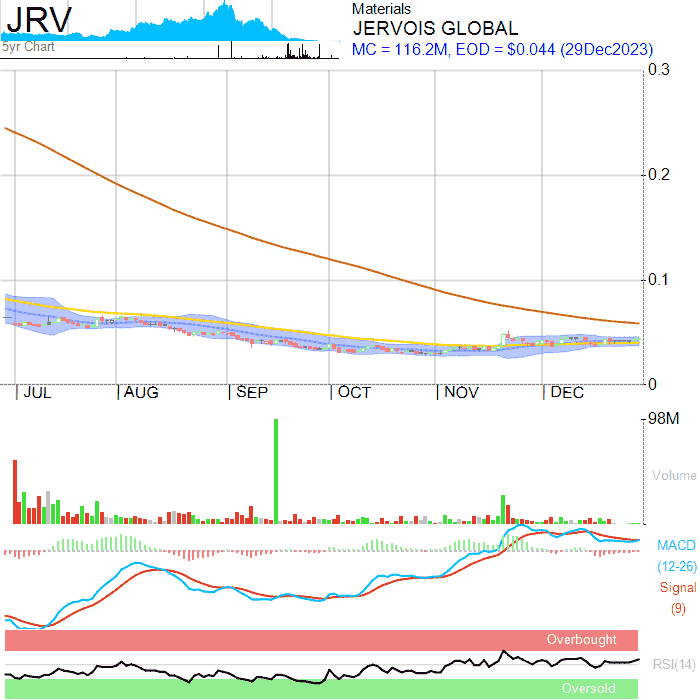 JRV
5yr Chart
Materials
JERVOIS GLOBAL
MC = 116.2M, EOD = $0.044 (29Dec2023)
0.3
0.2
0.1
0
JUL AUG SEP OCT NOV DEC
98M
Volume
MACD
(12-26)
Signal
(9)
Overbought
RSI(14)
Oversold